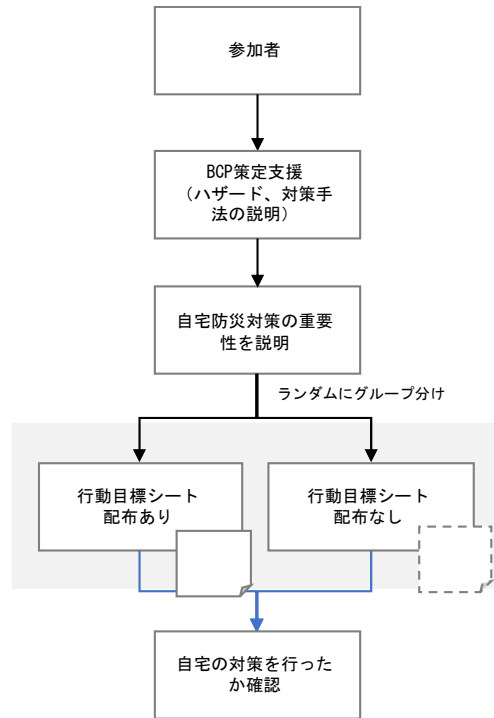 参加者
BCP策定支援
（ハザード、対策手
法の説明）
自宅防災対策の重要
性を説明
ランダムにグループ分け
行動目標シート
配布あり
行動目標シート
配布なし
自宅の対策を行った
か確認